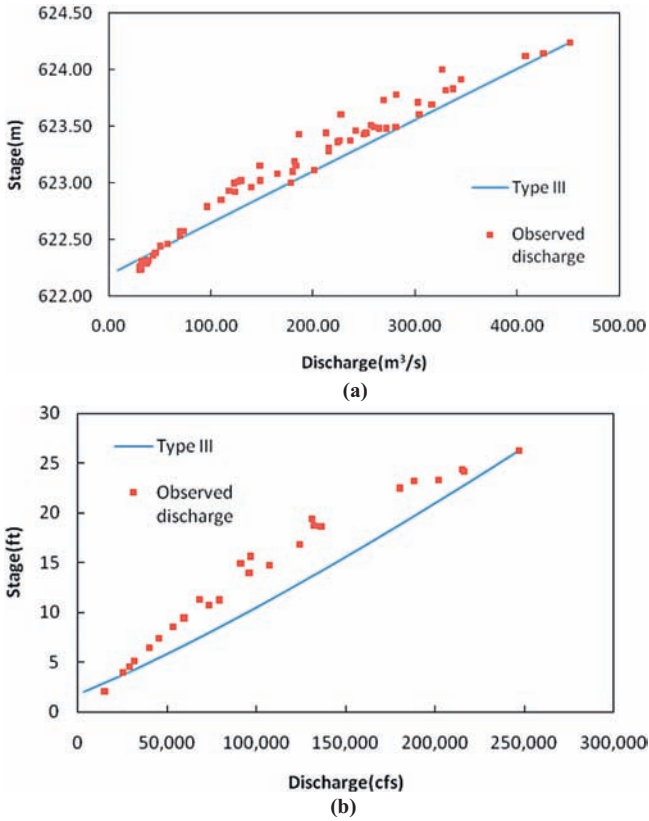 624.50
624.00
623.50
623.00
622.50
622.00
Stage(m)
Type III
Observed
discharge
0.00 100.00 200.00 300.00 400.00 500.00
Discharge(m³/s)
(a)
30
25
20
15
10
5
0
Stage(ft)
Type III
Observed
discharge
0 50,000 100,000 150,000 200,000 250,000 300,000
Discharge(cfs)
(b)